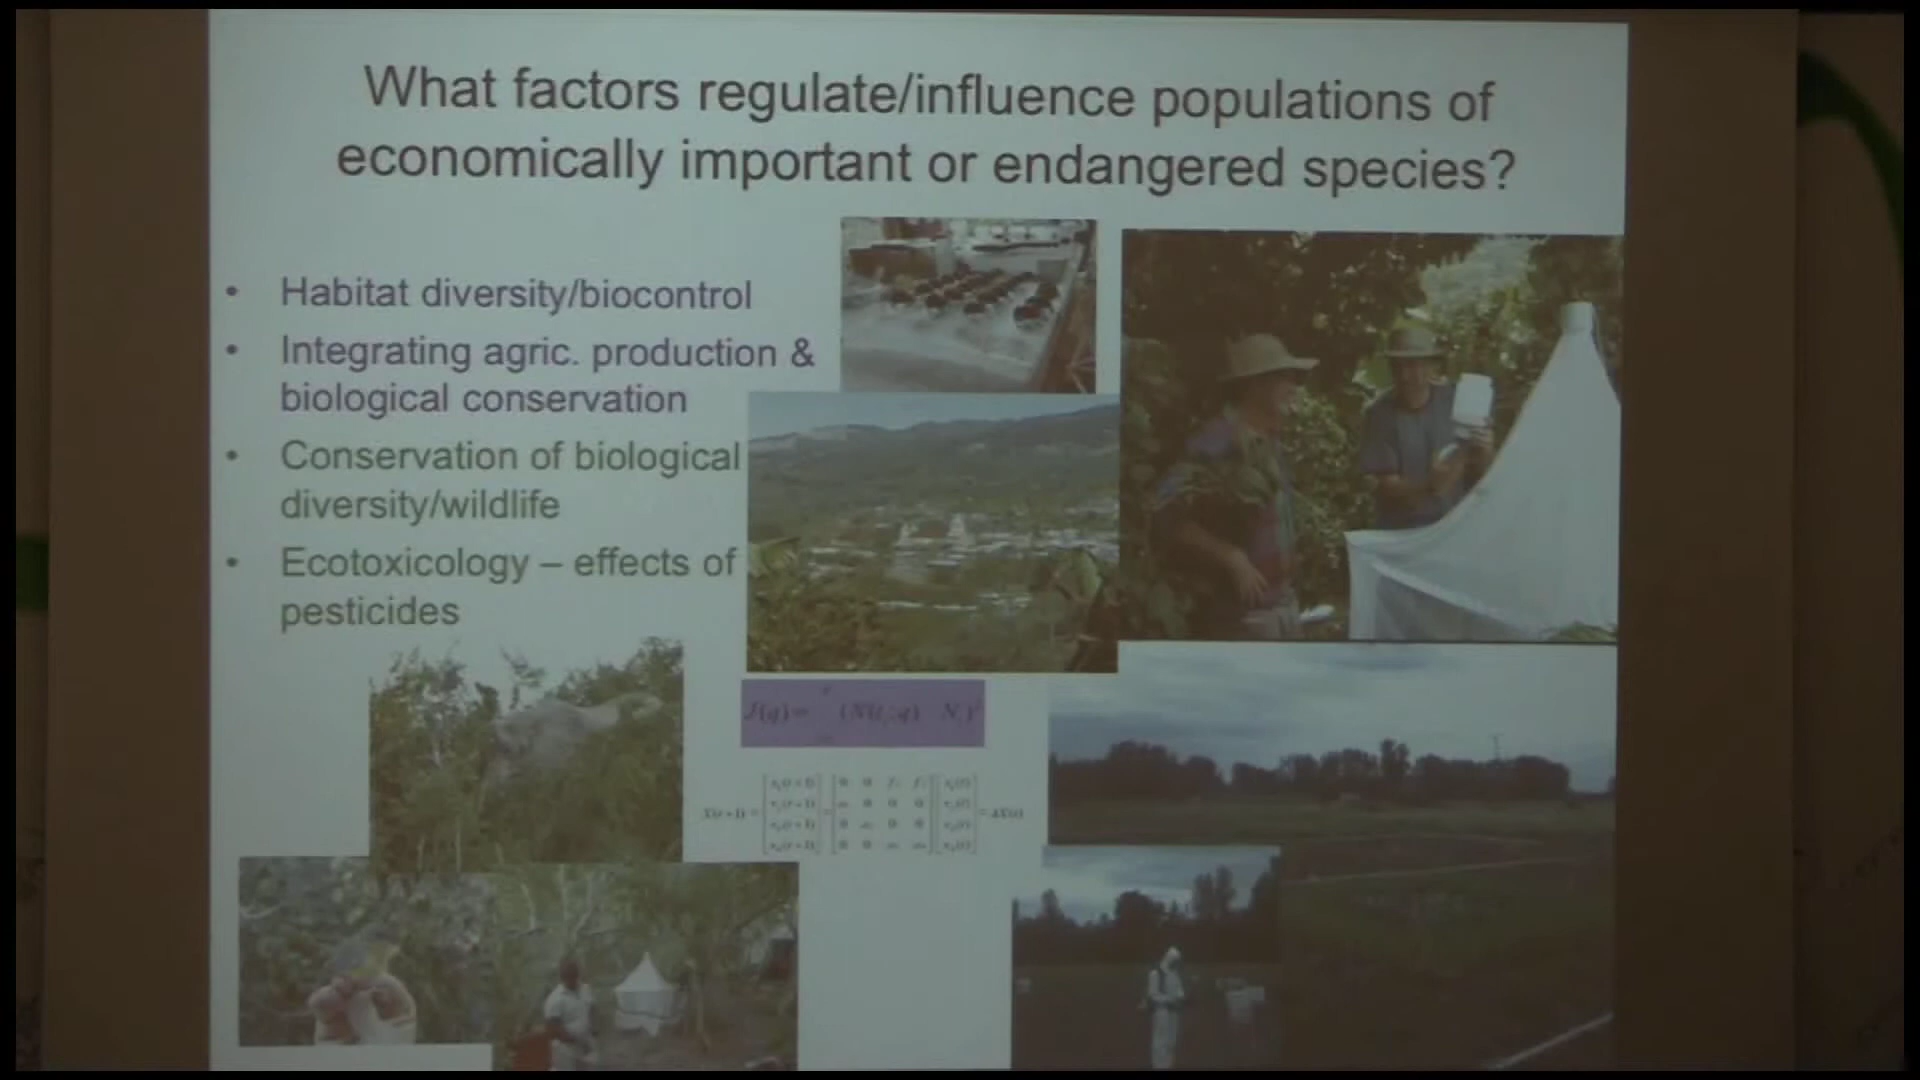 What factors regulate/influence populations of
economically important or endangered species?
• Habitat diversity/biocontrol
• Integrating agric. production &
biological conservation
• Conservation of biological
diversity/wildlife
• Ecotoxicology – effects of
pesticides
J(q)= (N(t;q) N)²